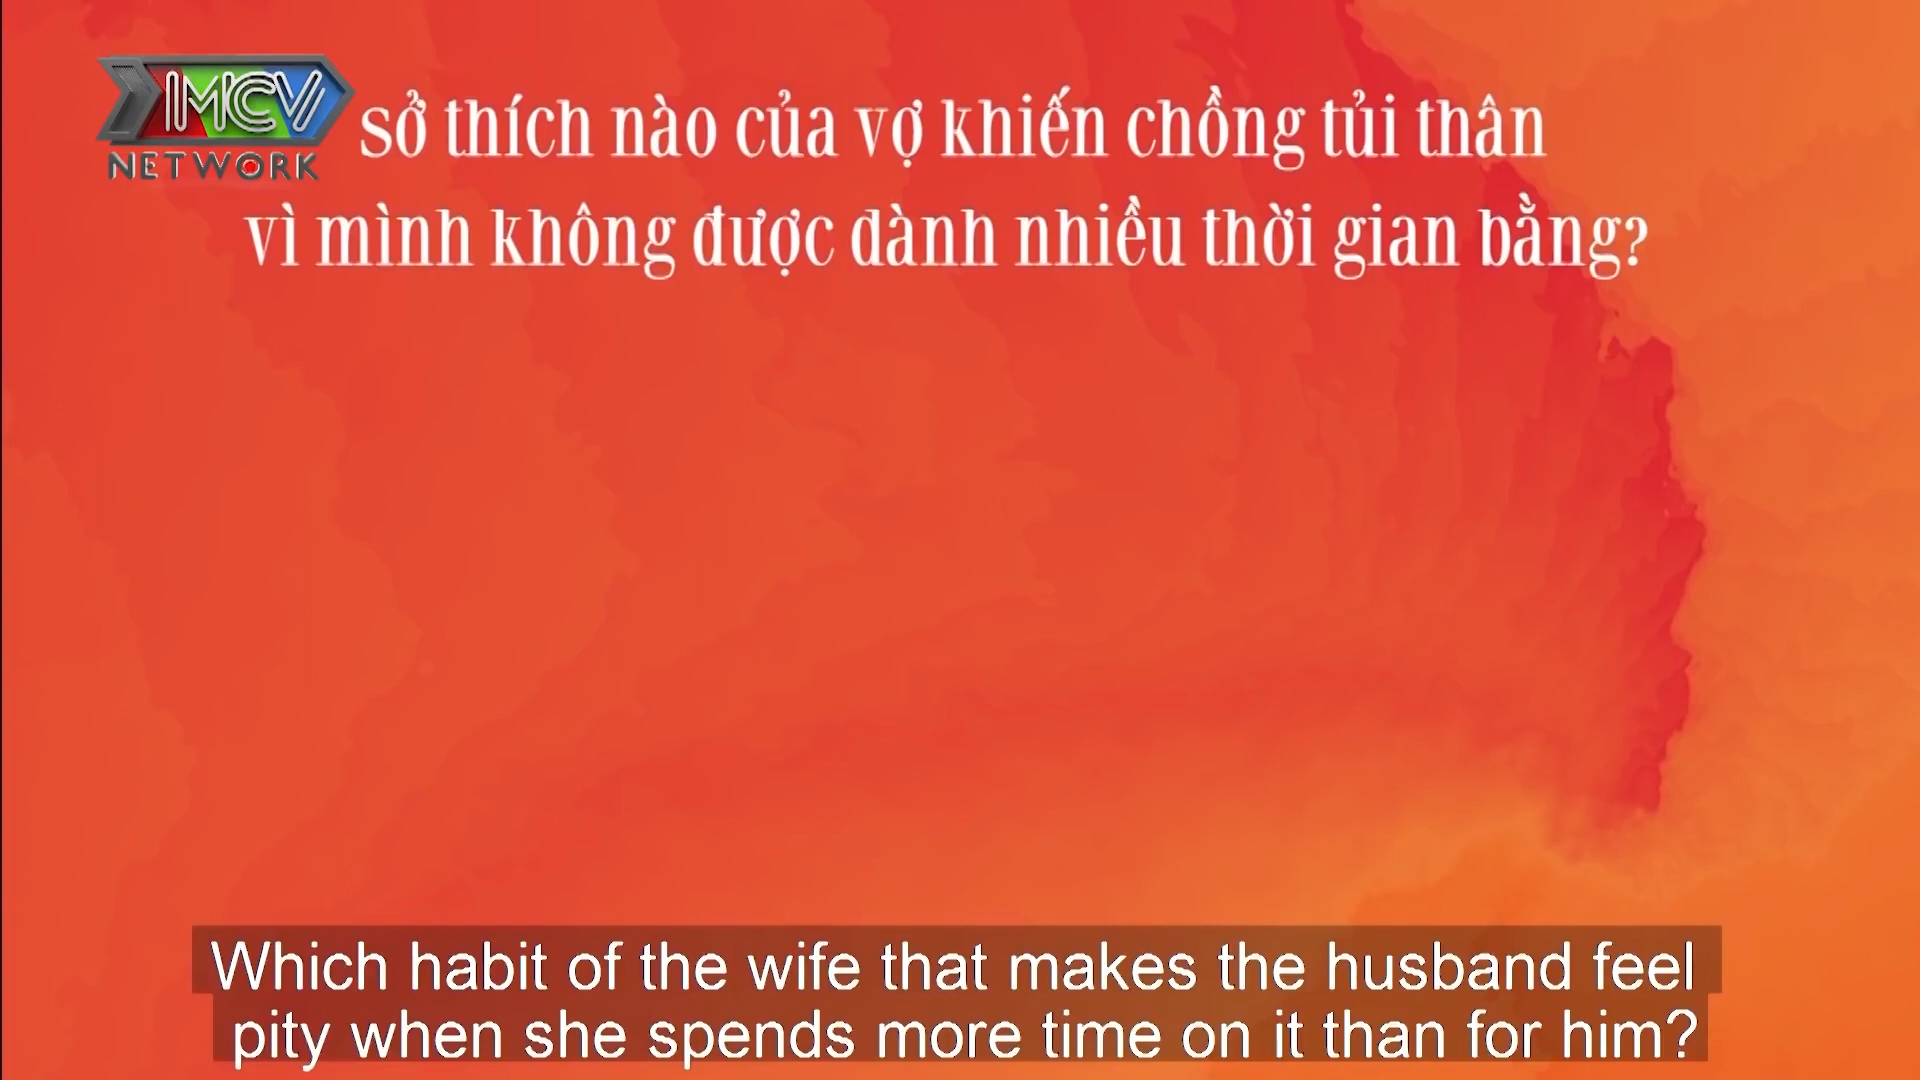 MCV
NETWORK
sở thích nào của vợ khiến chồng tủi thân
vì mình không được dành nhiều thời gian bằng?
Which habit of the wife that makes the husband feel
pity when she spends more time on it than for him?